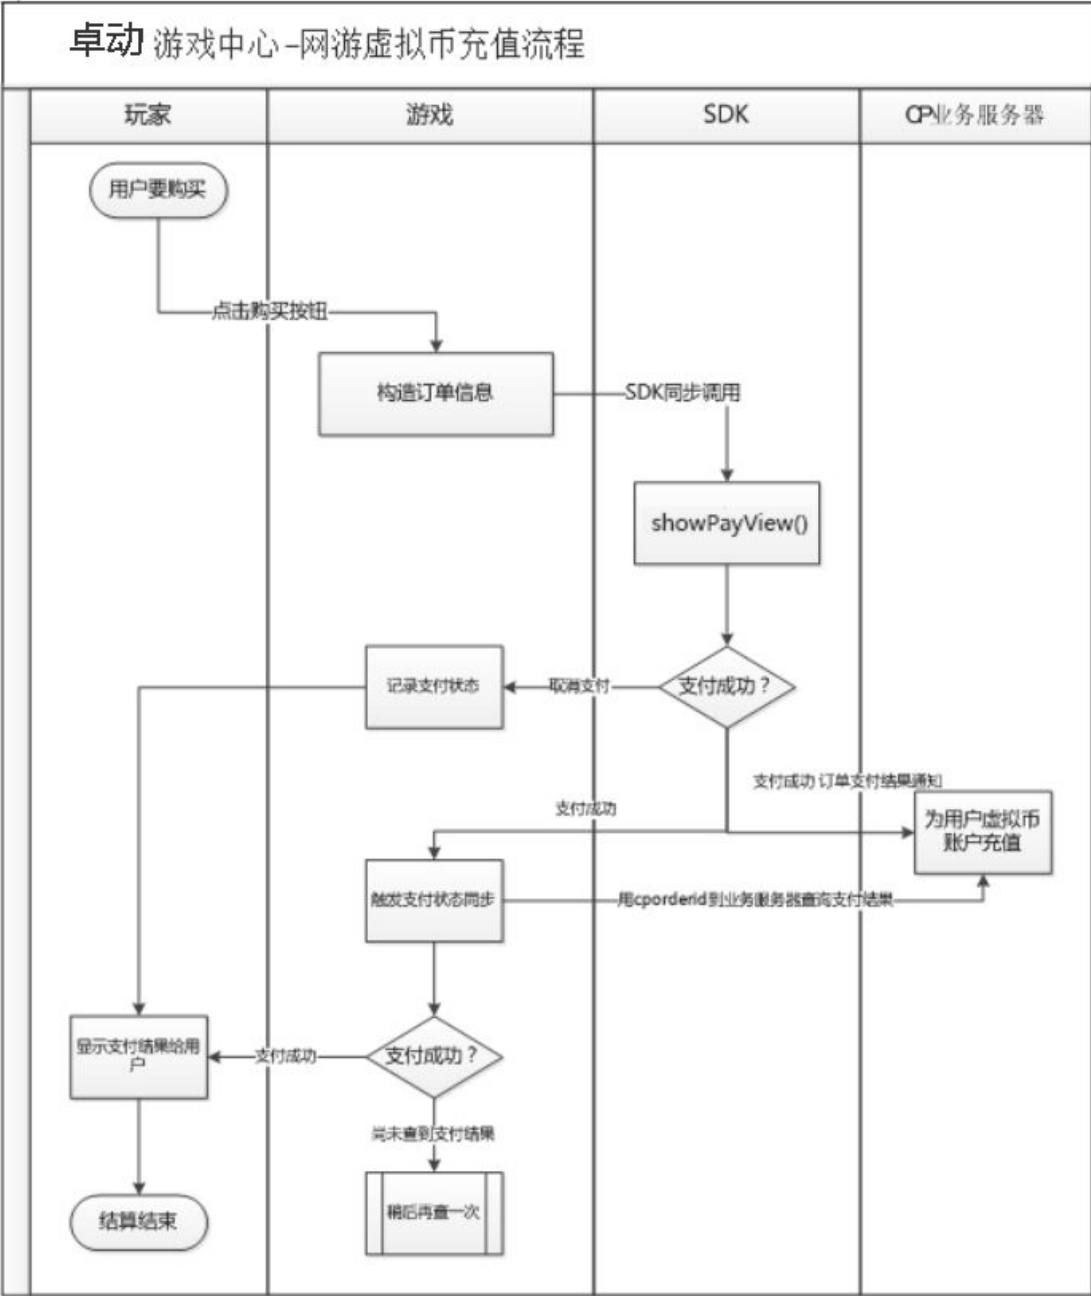 卓动 游戏中心-网游虚拟币充值流程
玩家
游戏
SDK
CP业务服务器
用户要购买
点击购买按钮
构造订单信息
SDK同步调用
showPayView()
记录支付状态
取消支付
支付成功？
支付成功 订单支付结果通知
支付成功
为用户虚拟币
账户充值
触发支付状态同步
用cporderid到业务服务器查询支付结果
显示支付结果给用
户
支付成功
支付成功？
尚未查到支付结果
结算结束
稍后再查一次